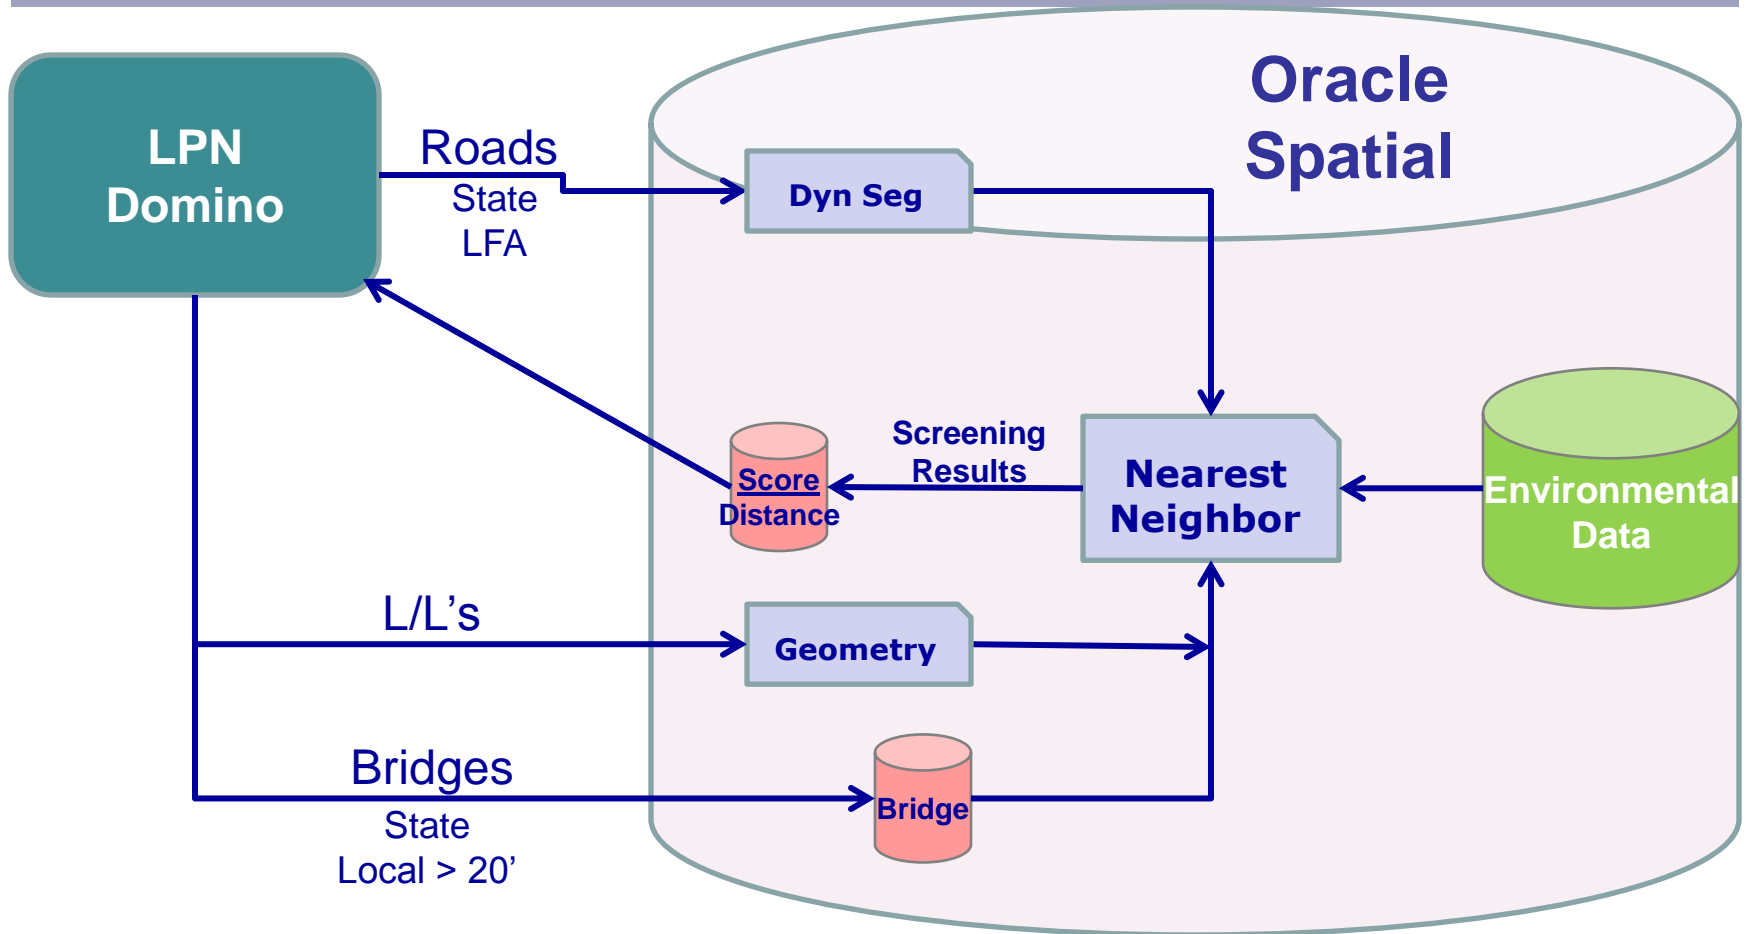 Oracle
Spatial
LPN
Domino
Roads
State
LFA
Dyn Seg
Screening
Results
Score
Distance
Nearest
Neighbor
Environmental
Data
L/L’s
Geometry
Bridges
State
Local > 20’
Bridge